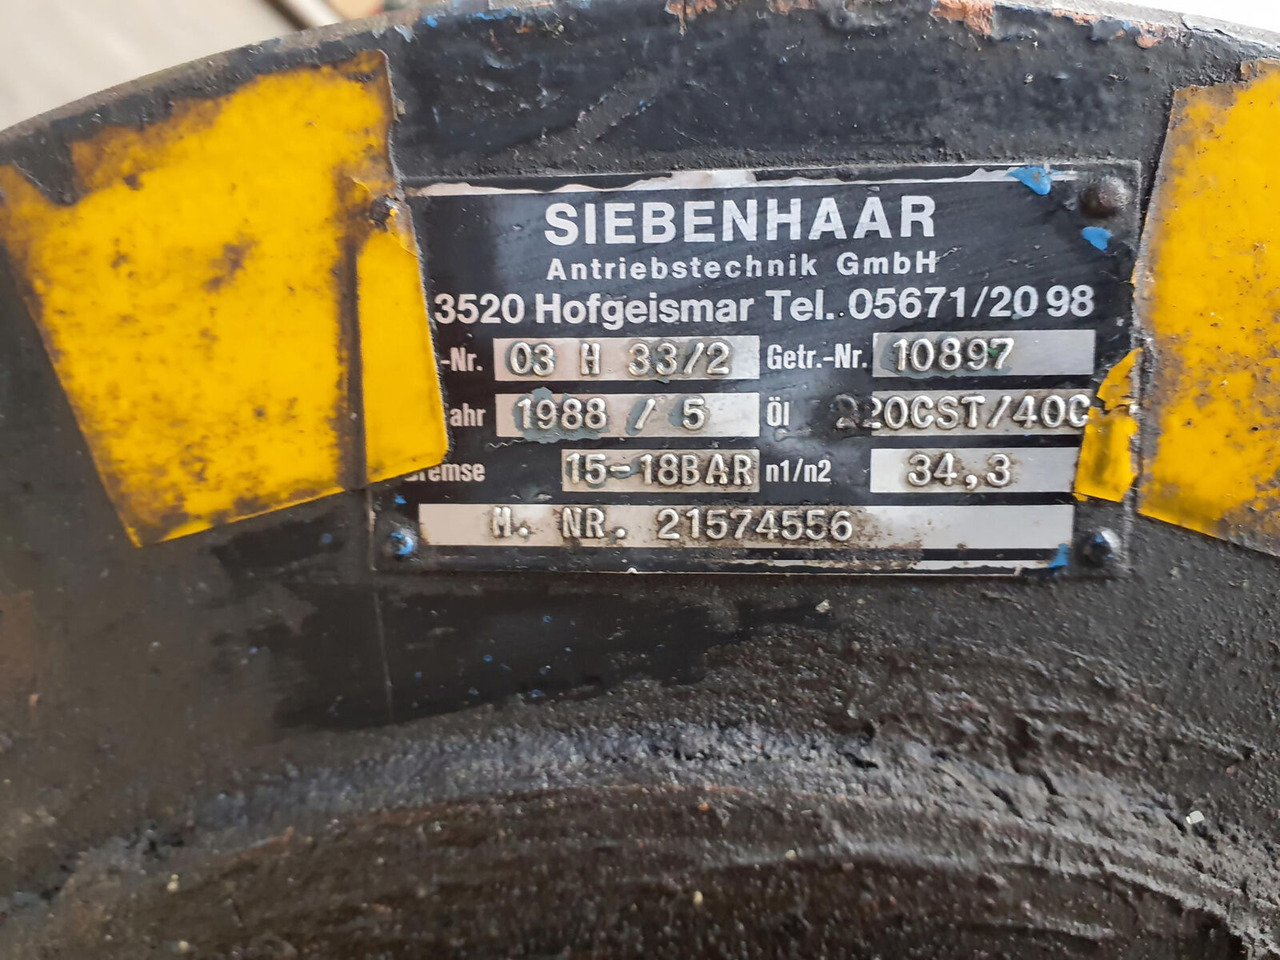 SIEBENHAAR
Antriebstechnik GmbH
3520 Hofgeismar Tel. 05671/20 98
-Nr. 03 H 33/2 Getr.-Nr. 10897
ahr 1988 / 5 Öl 220CST/40C
Bremse 15-18BAR n1/n2 34,3
M. NR. 21574556